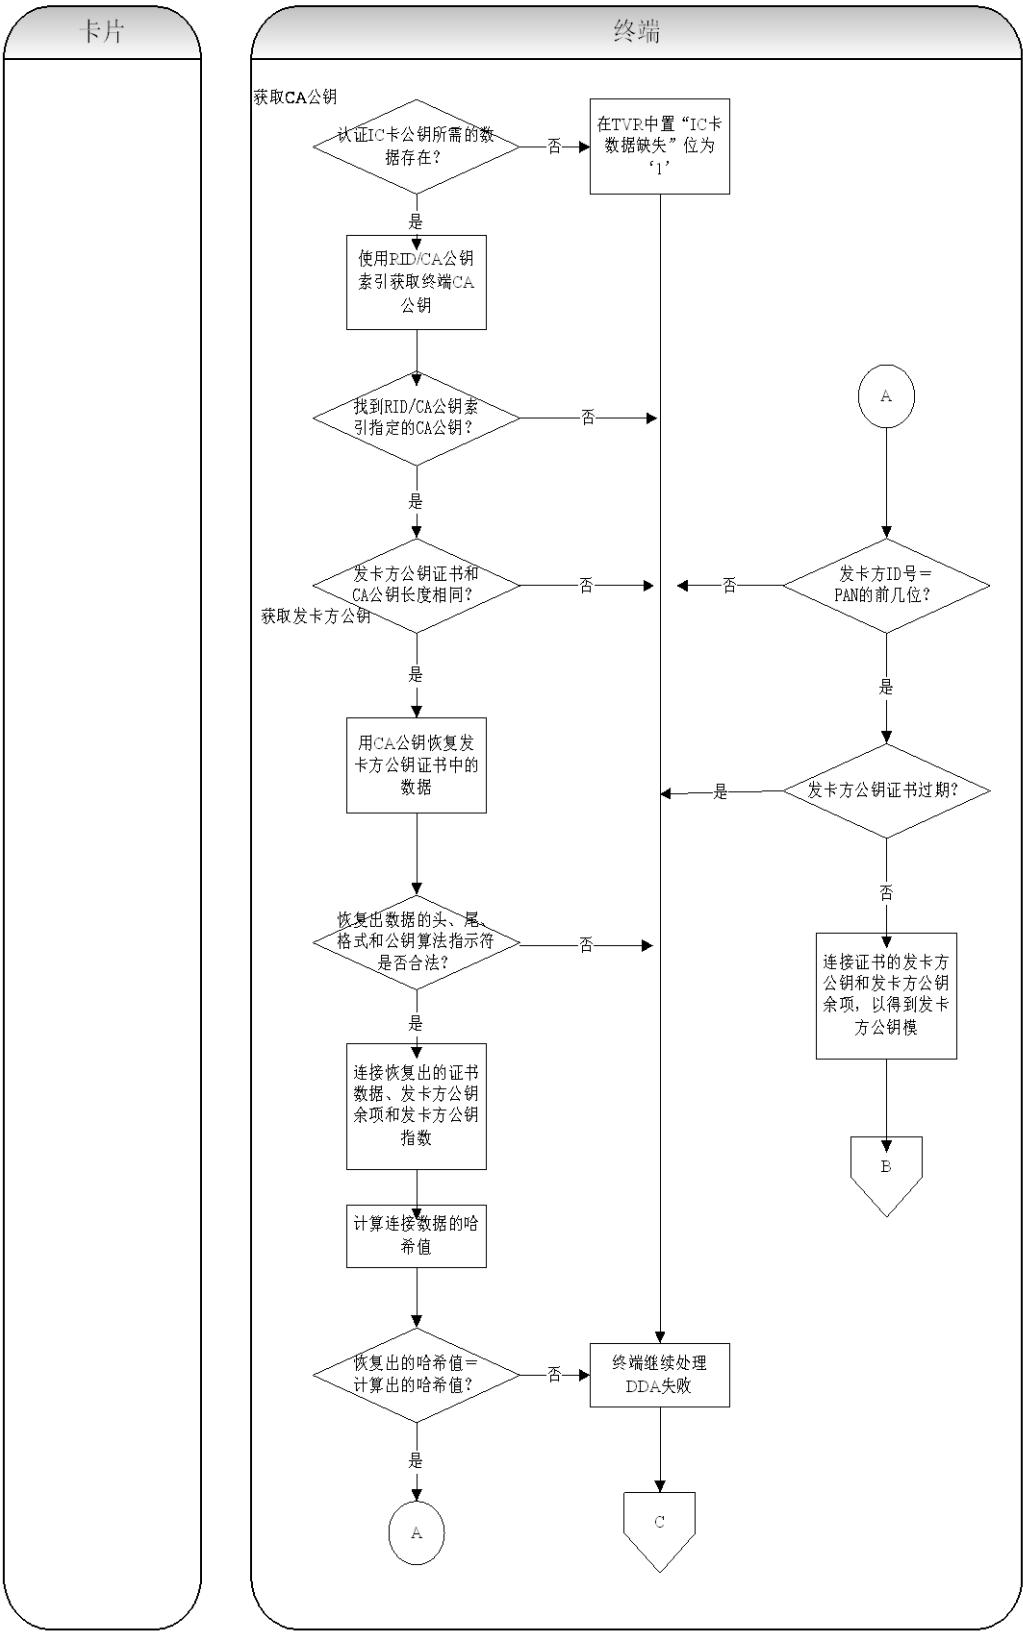 卡片
终端
获取CA公钥
认证IC卡公钥所需的数
据存在？
否
在TVR中置“IC卡
数据缺失”位为
‘1’
是
使用RID/CA公钥
索引获取终端CA
公钥
找到RID/CA公钥索
引指定的CA公钥？
否
A
是
发卡方公钥证书和
CA公钥长度相同？
否
否
发卡方ID号＝
PAN的前几位？
获取发卡方公钥
是
是
用CA公钥恢复发
卡方公钥证书中的
数据
是
发卡方公钥证书过期？
否
恢复出数据的头、尾、
格式和公钥算法指示符
是否合法？
否
连接证书的发卡方
公钥和发卡方公钥
余项，以得到发卡
方公钥模
是
连接恢复出的证书
数据、发卡方公钥
余项和发卡方公钥
指数
B
计算连接数据的哈
希值
恢复出的哈希值＝
计算出的哈希值？
否
终端继续处理
DDA失败
是
A
C